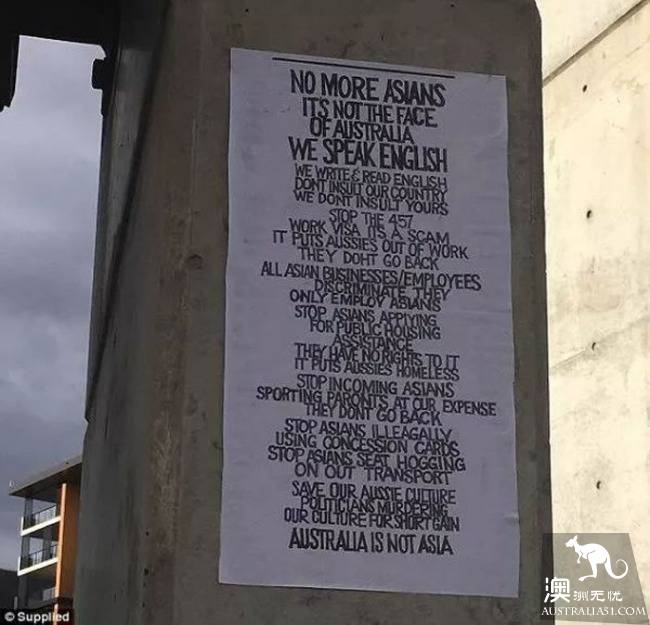 NO MORE ASIANS
ITS NOT THE FACE
OF AUSTRALIA
WE SPEAK ENGLISH
WE WRITE & READ ENGLISH
DONT INSULT OUR COUNTRY
WE DONT INSULT YOURS
STOP THE 457
WORK VISA ITS A SCAM
IT PUTS AUSSIES OUT OF WORK
THEY DONT GO BACK
ALL ASIAN BUSINESSES/EMPLOYEES
DISCRIMINATE THEY
ONLY EMPLOY ASIANS
STOP ASIANS APPLYING
FOR PUBLIC HOUSING
ASSISTANCE
THEY HAVE NO RIGHTS TO IT
IT PUTS AUSSIES HOMELESS
STOP INCOMING ASIANS
SPORTING PARONTS AT OUR EXPENSE
THEY DONT GO BACK
STOP ASIANS ILLEAGALLY
USING CONCESSION CARDS
STOP ASIANS SEAT HOGGING
ON OUT TRANSPORT
SAVE OUR AUSSIE CULTURE
POLITICIANS MURDERING
OUR CULTURE FOR SHORT GAIN
AUSTRALIA IS NOT ASIA
© Supplied
澳洲无忧
AUSTRALIA51.COM